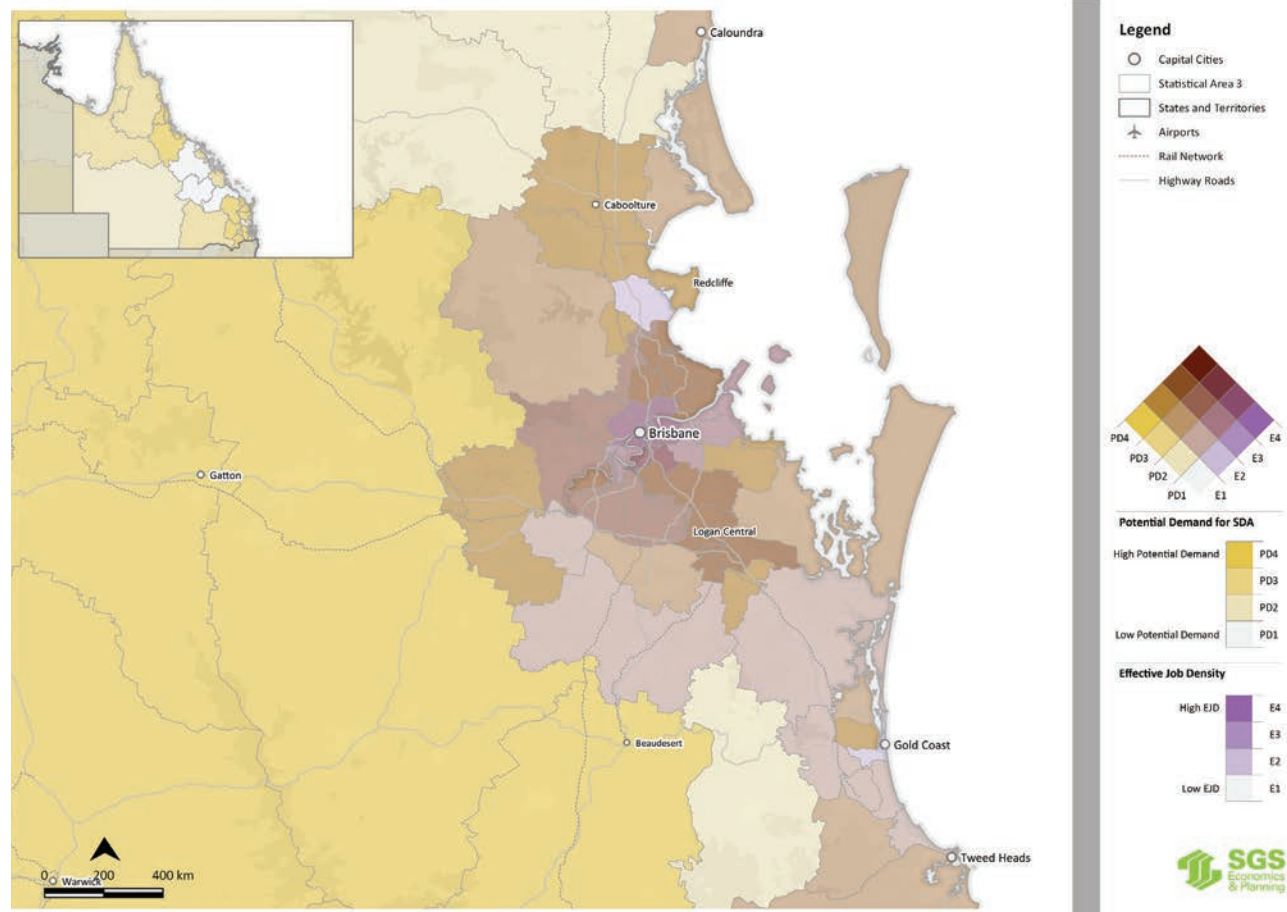 Caloundra
Caboolture
Redcliffe
Brisbane
Gatton
Logan Central
Gold Coast
Beaudesert
Tweed Heads
Warwick
0 200 400 km
Legend
Capital Cities
Statistical Area 3
States and Territories
Airports
Rail Network
Highway Roads
PD4 E4
PD3 E3
PD2 E2
PD1 E1
Potential Demand for SDA
High Potential Demand PD4
PD3
PD2
Low Potential Demand PD1
Effective Job Density
High EJD E4
E3
E2
Low EJD E1
SGS
Economics
& Planning